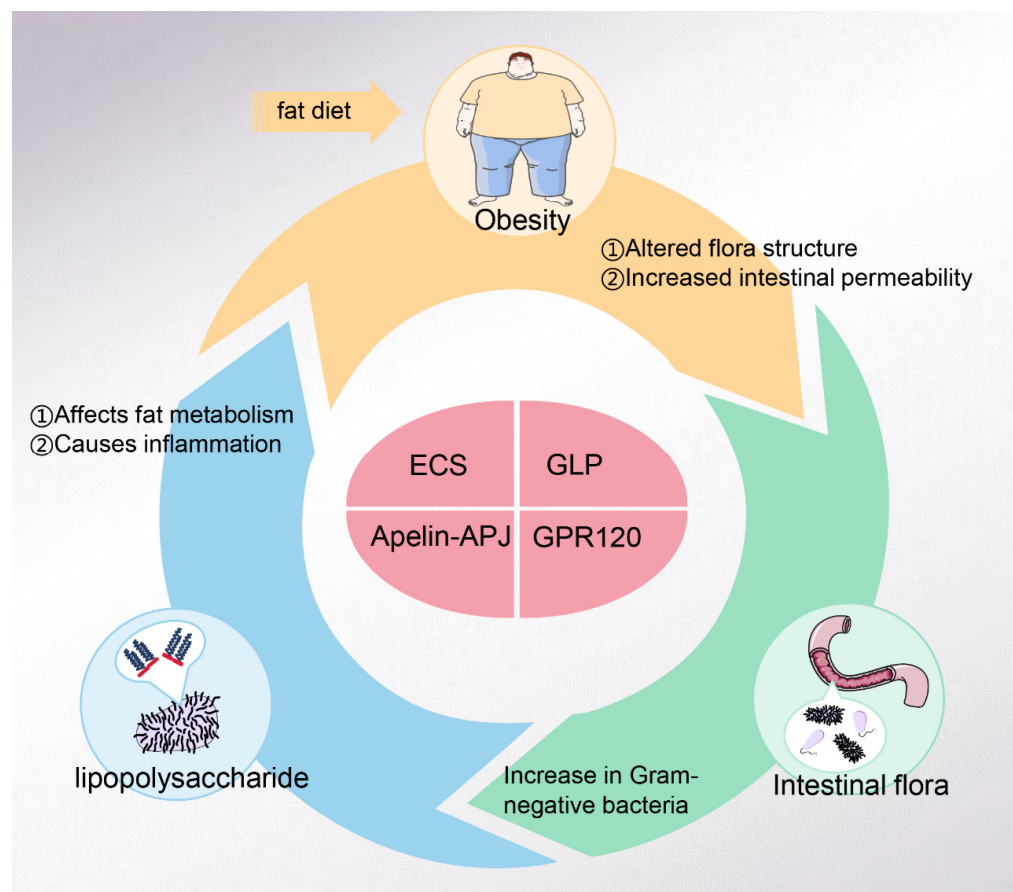 fat diet
Obesity
①Altered flora structure
②Increased intestinal permeability
①Affects fat metabolism
②Causes inflammation
ECS
GLP
Apelin-APJ
GPR120
lipopolysaccharide
Increase in Gram-
negative bacteria
Intestinal flora